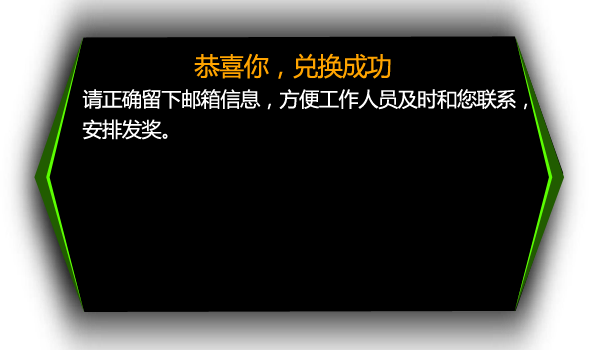 恭喜你，兑换成功
请正确留下邮箱信息，方便工作人员及时和您联系，
安排发奖。